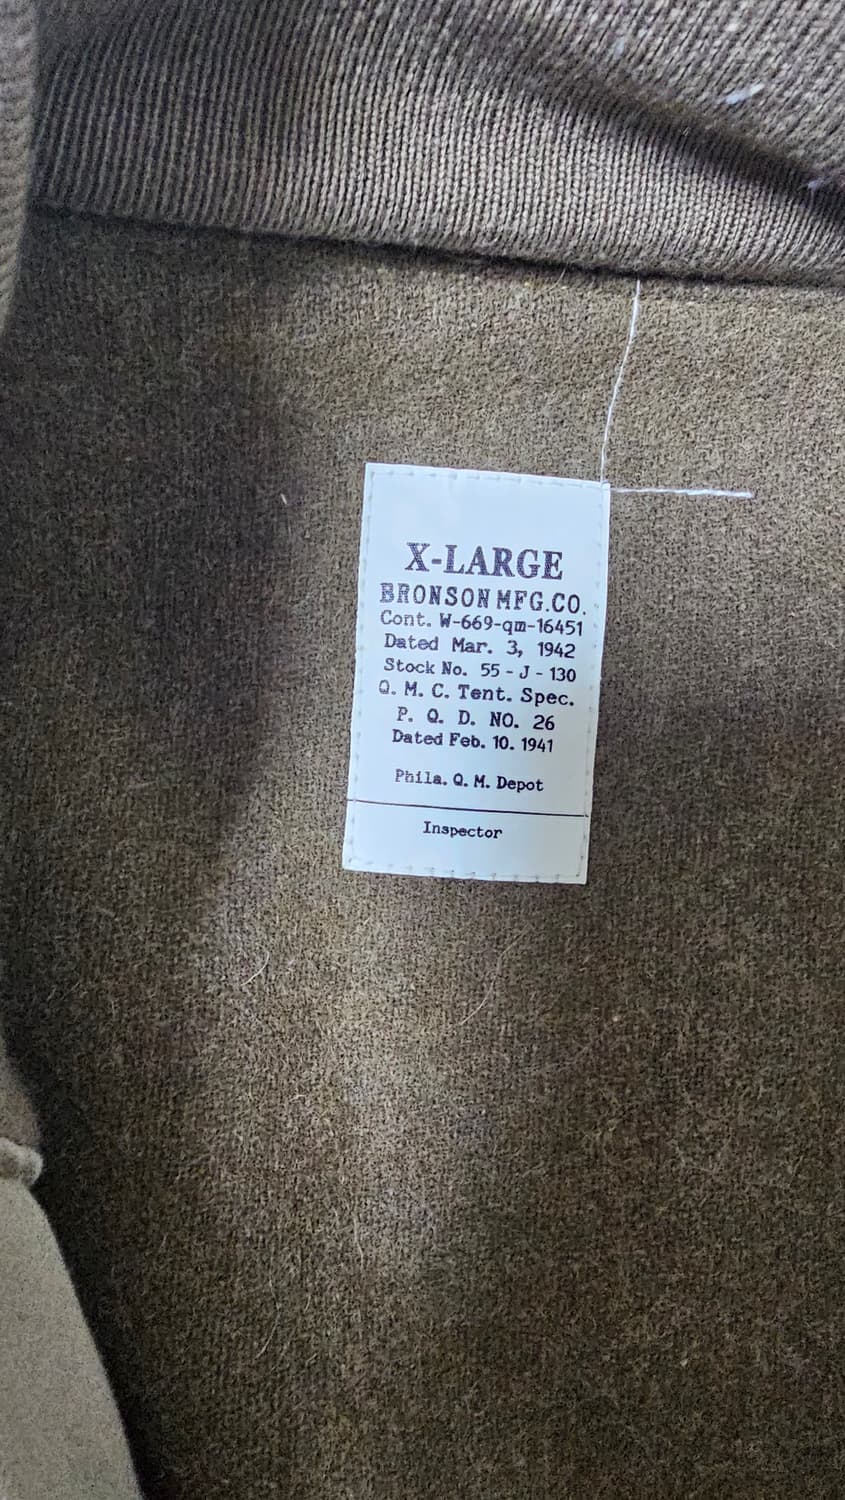 X-LARGE
BRONSON MFG.CO.
Cont. W-669-qm-16451
Dated Mar. 3, 1942
Stock No. 55 - J - 130
Q. M. C. Tent. Spec.
P. Q. D. NO. 26
Dated Feb. 10. 1941
Phila. Q. M. Depot
Inspector